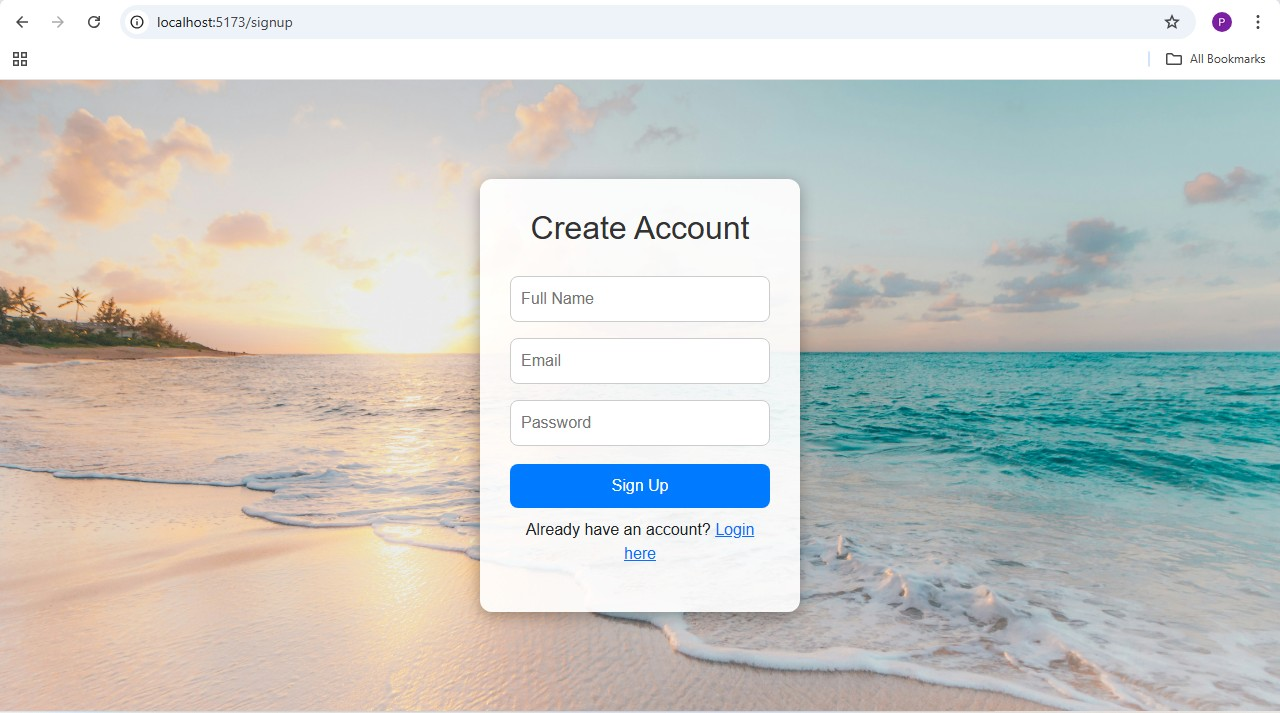 localhost:5173/signup
P
All Bookmarks
Create Account
Full Name
Email
Password
Sign Up
Already have an account? Login
here